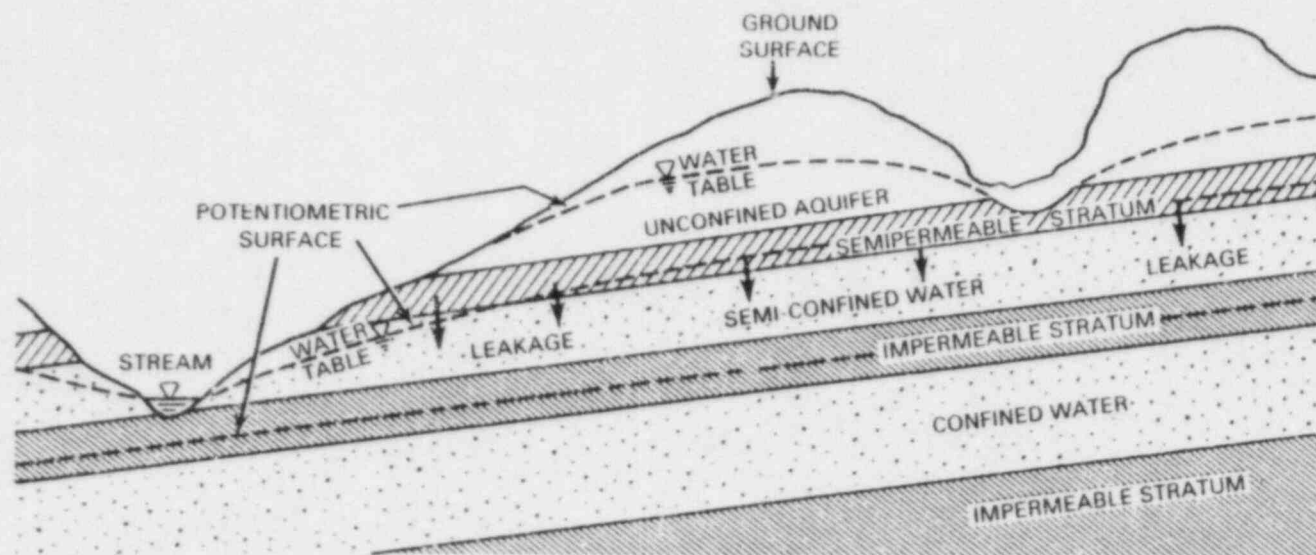 GROUND
SURFACE
WATER
TABLE
POTENTIOMETRIC
SURFACE
UNCONFINED AQUIFER
SEMIPERMEABLE STRATUM
LEAKAGE
SEMI-CONFINED WATER
STREAM
WATER
TABLE
LEAKAGE
IMPERMEABLE STRATUM
CONFINED WATER
IMPERMEABLE STRATUM